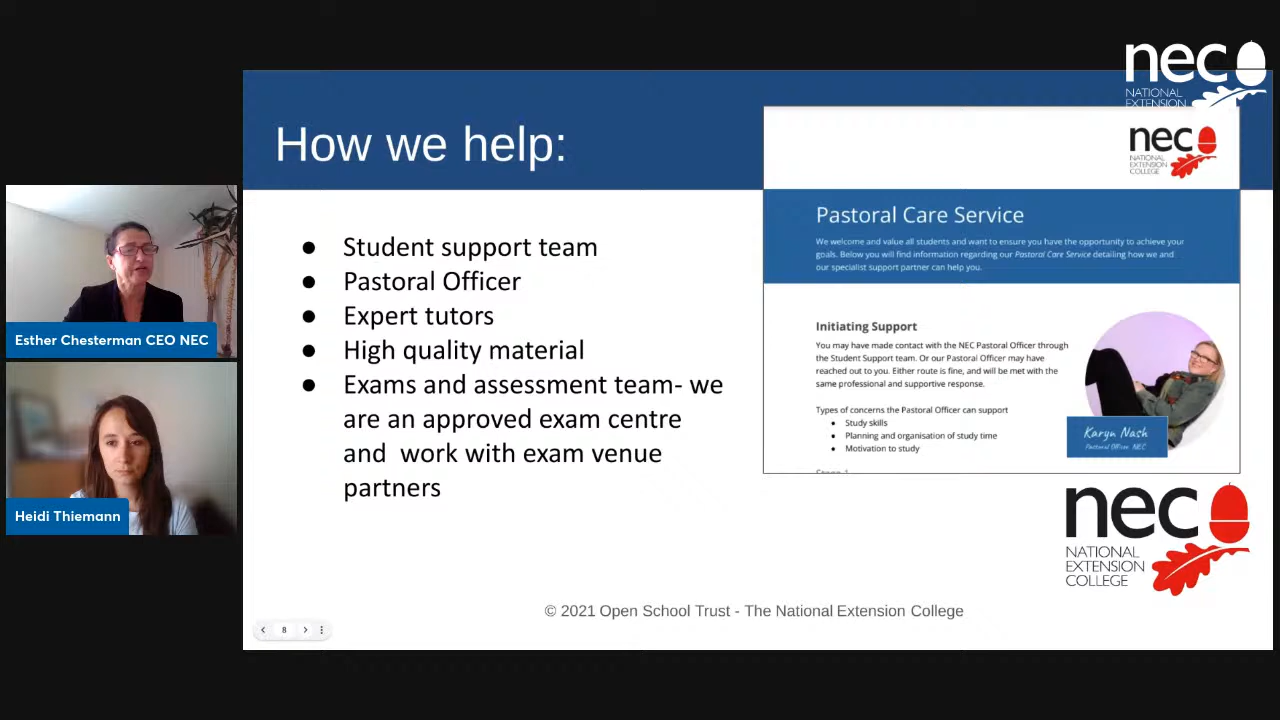 nec
NATIONAL
EXTENSION
How we help:
nec
NATIONAL
EXTENSION
COLLEGE
Pastoral Care Service
We welcome and value all students and want to ensure you have the opportunity to achieve your
goals. Below you will find information regarding our Pastoral Care Service detailing how we and
our specialist support partner can help you.
● Student support team
● Pastoral Officer
● Expert tutors
● High quality material
● Exams and assessment team- we
are an approved exam centre
and work with exam venue
partners
Initiating Support
You may have made contact with the NEC Pastoral Officer through
the Student Support team. Or our Pastoral Officer may have
reached out to you. Either route is fine, and will be met with the
same professional and supportive response.
Types of concerns the Pastoral Officer can support
● Study skills
● Planning and organisation of study time
● Motivation to study
Stage 1
Karyn Nash
Pastoral Officer, NEC
Esther Chesterman CEO NEC
Heidi Thiemann
nec
NATIONAL
EXTENSION
COLLEGE
© 2021 Open School Trust - The National Extension College
8